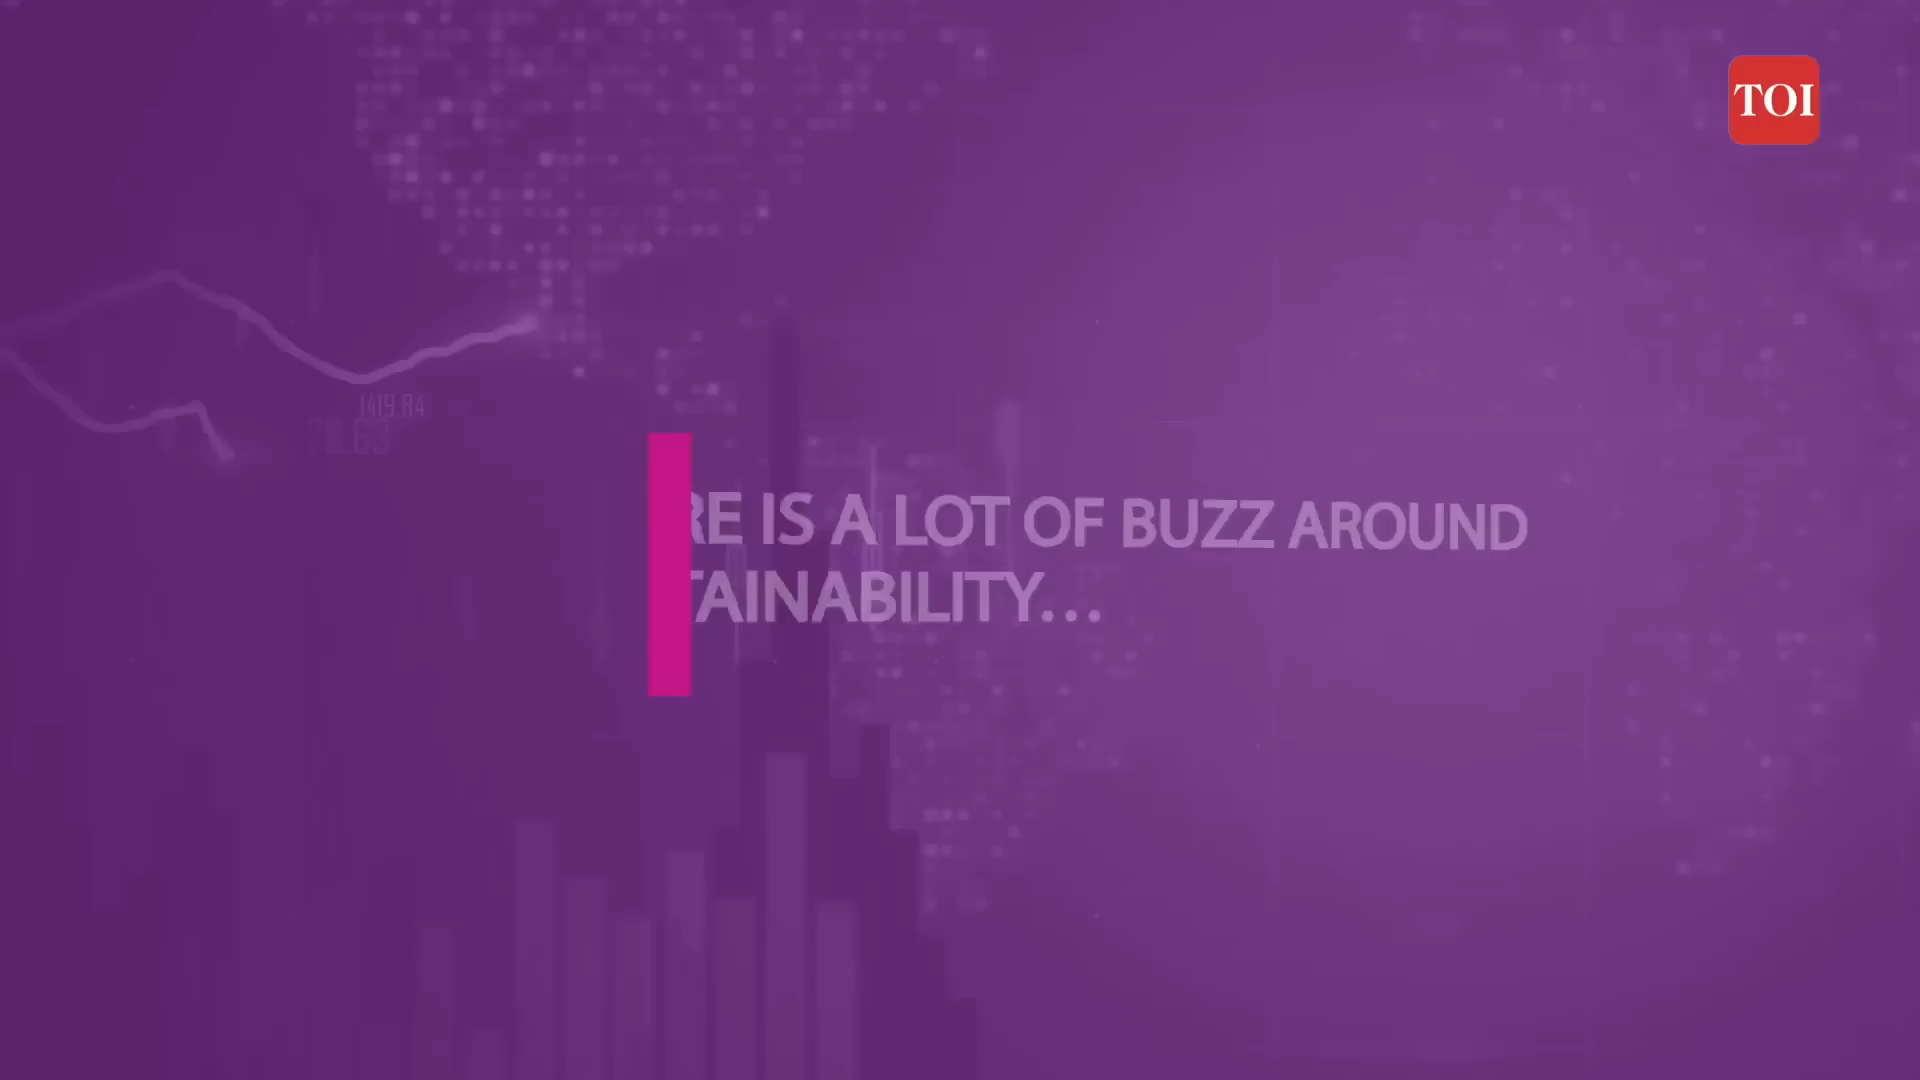 TOI
1419 84
RE IS A LOT OF BUZZ AROUND
TAINABILITY...